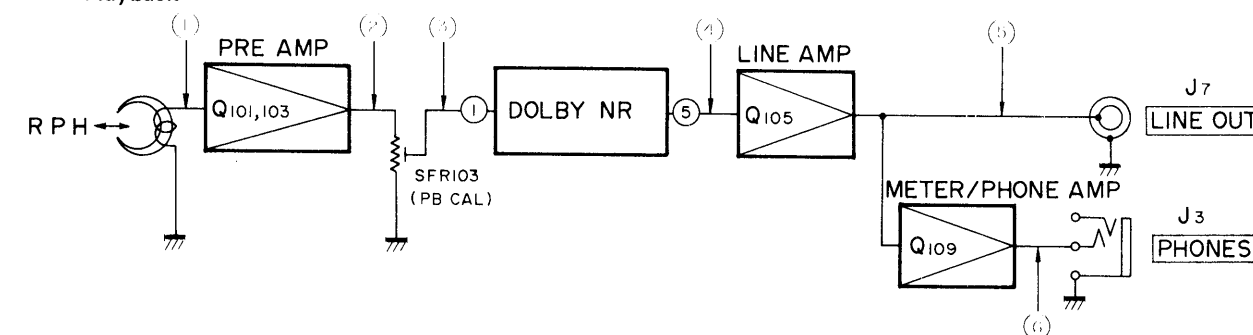 (1)
(2)
(3)
(4)
(5)
PRE AMP
LINE AMP
J7
RPH
Q101,103
1
DOLBY NR
5
Q105
LINE OUT
SFR103
(PB CAL)
METER/PHONE AMP
J3
Q109
PHONES
(6)